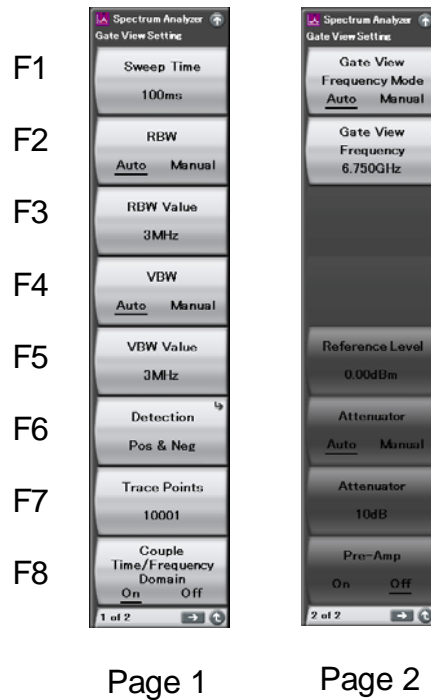 F1
F2
F3
F4
F5
F6
F7
F8
Spectrum Analyzer
Gate View Setting
Sweep Time
100ms
RBW
Auto Manual
RBW Value
3MHz
VBW
Auto Manual
VBW Value
3MHz
Detection
Pos & Neg
Trace Points
10001
Couple
Time/Frequency
Domain
On Off
1 of 2
Page 1
Spectrum Analyzer
Gate View Setting
Gate View
Frequency Mode
Auto Manual
Gate View
Frequency
6.750GHz
Reference Level
0.00dBm
Attenuator
Auto Manual
Attenuator
10dB
Pre-Amp
On Off
2 of 2
Page 2